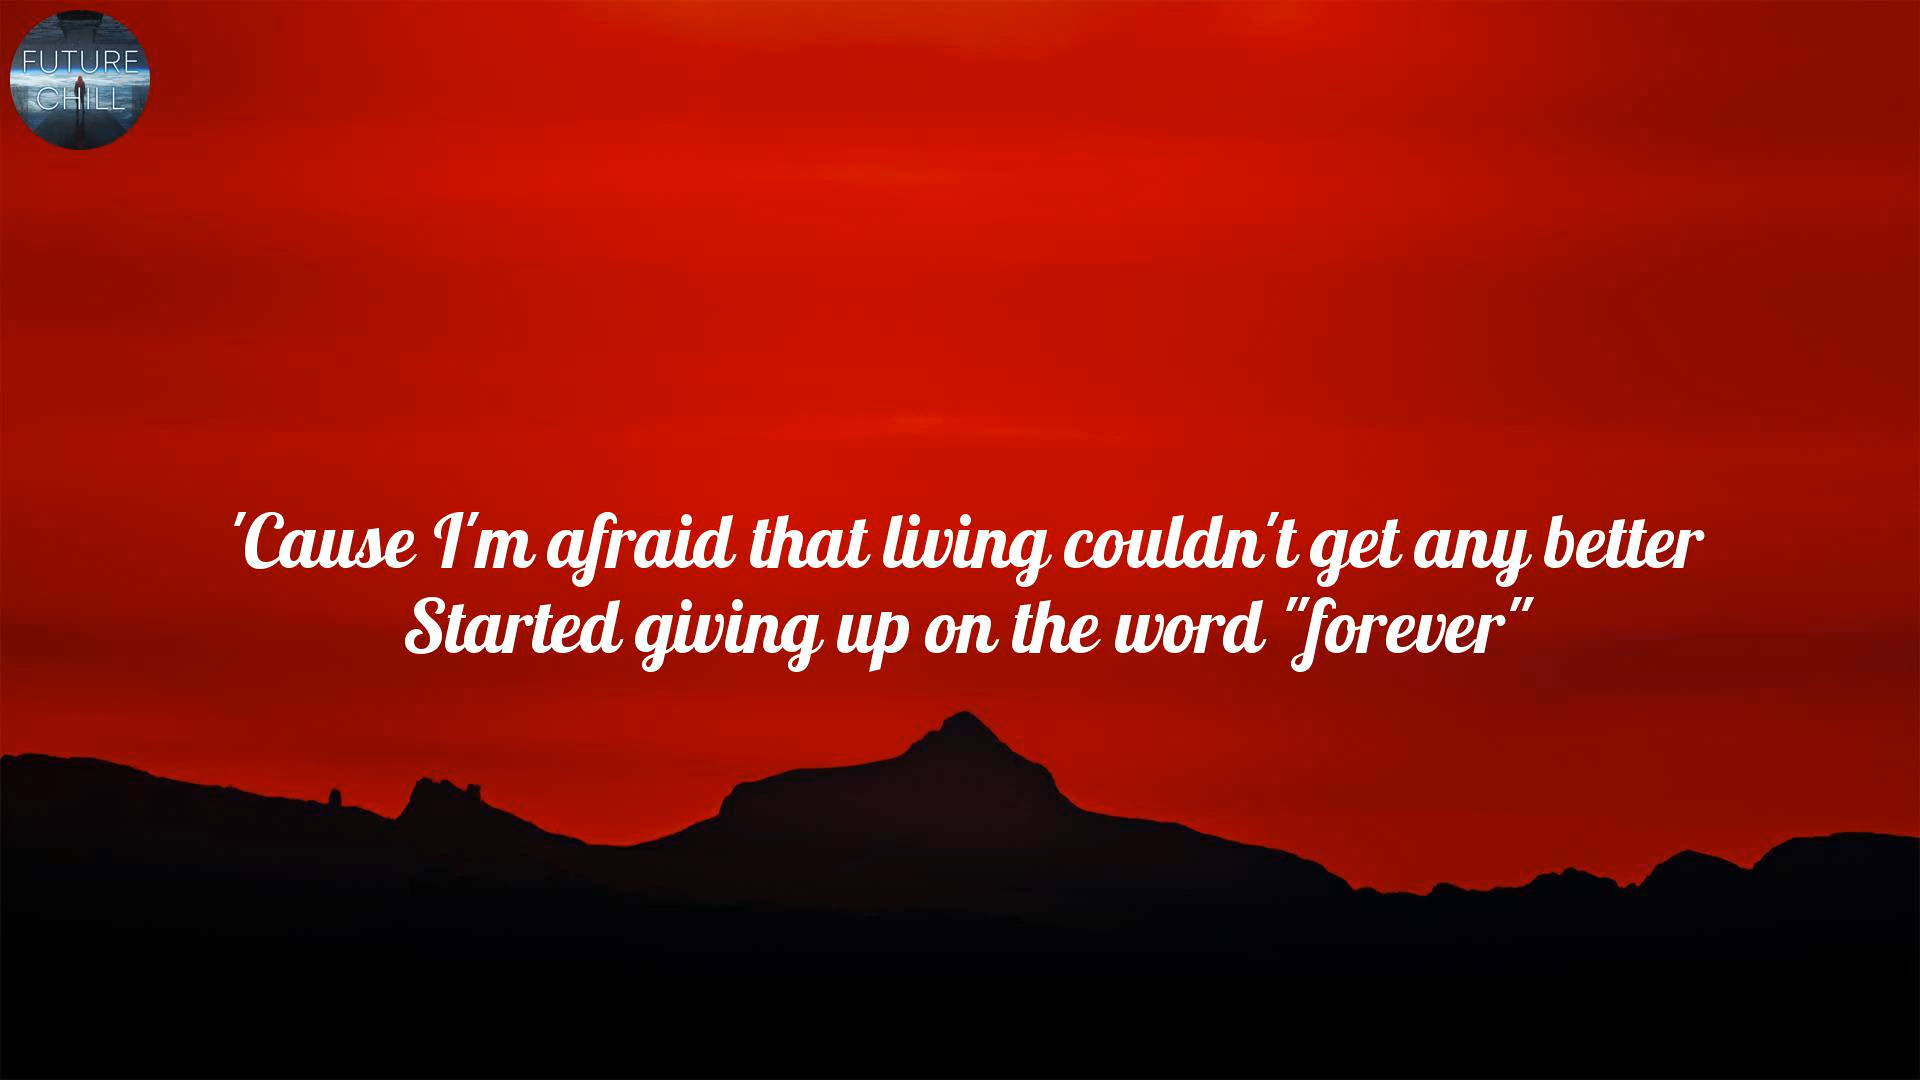 FUTURE
CHILL
'Cause I'm afraid that living couldn't get any better
Started giving up on the word "forever"